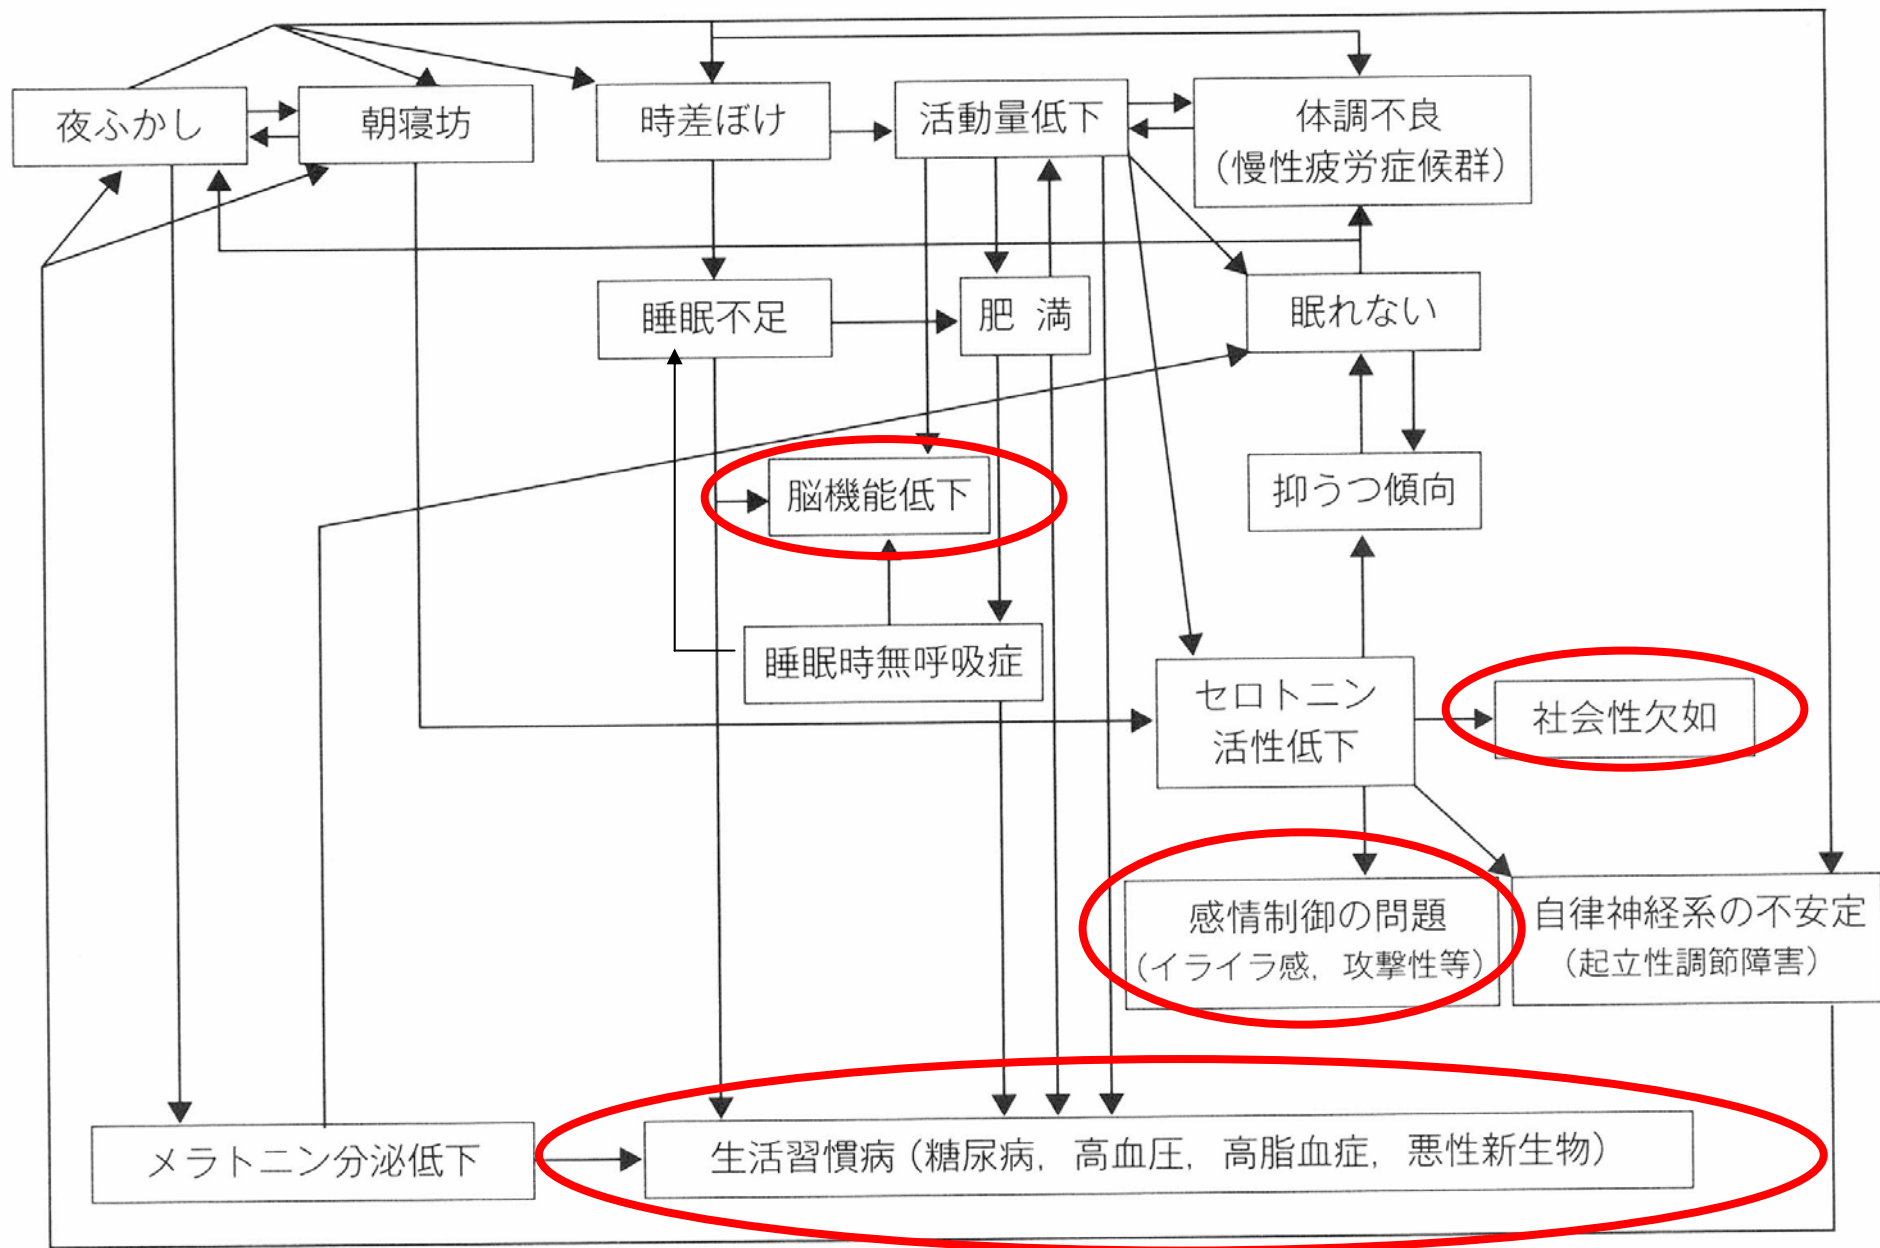 夜ふかし
朝寝坊
時差ぼけ
活動量低下
体調不良
（慢性疲労症候群）
睡眠不足
肥 満
眠れない
脳機能低下
抑うつ傾向
睡眠時無呼吸症
セロトニン
活性低下
社会性欠如
感情制御の問題
（イライラ感，攻撃性等）
自律神経系の不安定
（起立性調節障害）
メラトニン分泌低下
生活習慣病（糖尿病，高血圧，高脂血症，悪性新生物）